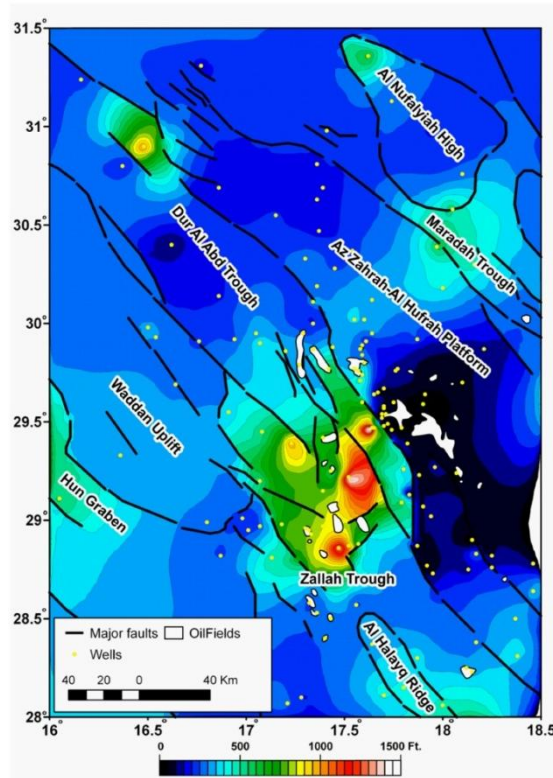 31.5°
31°
30.5°
30°
29.5°
29°
28.5°
28°
Al Nufalyiah High
Maradah Trough
Dur Al Abd Trough
Az'Zahrah-Al Hufrah Platform
Waddan Uplift
Hun Graben
Zallah Trough
Al Halayq Ridge
Major faults OilFields
Wells
40 20 0 40 Km
16° 16.5° 17° 17.5° 18° 18.5°
0 500 1000 1500 Ft.